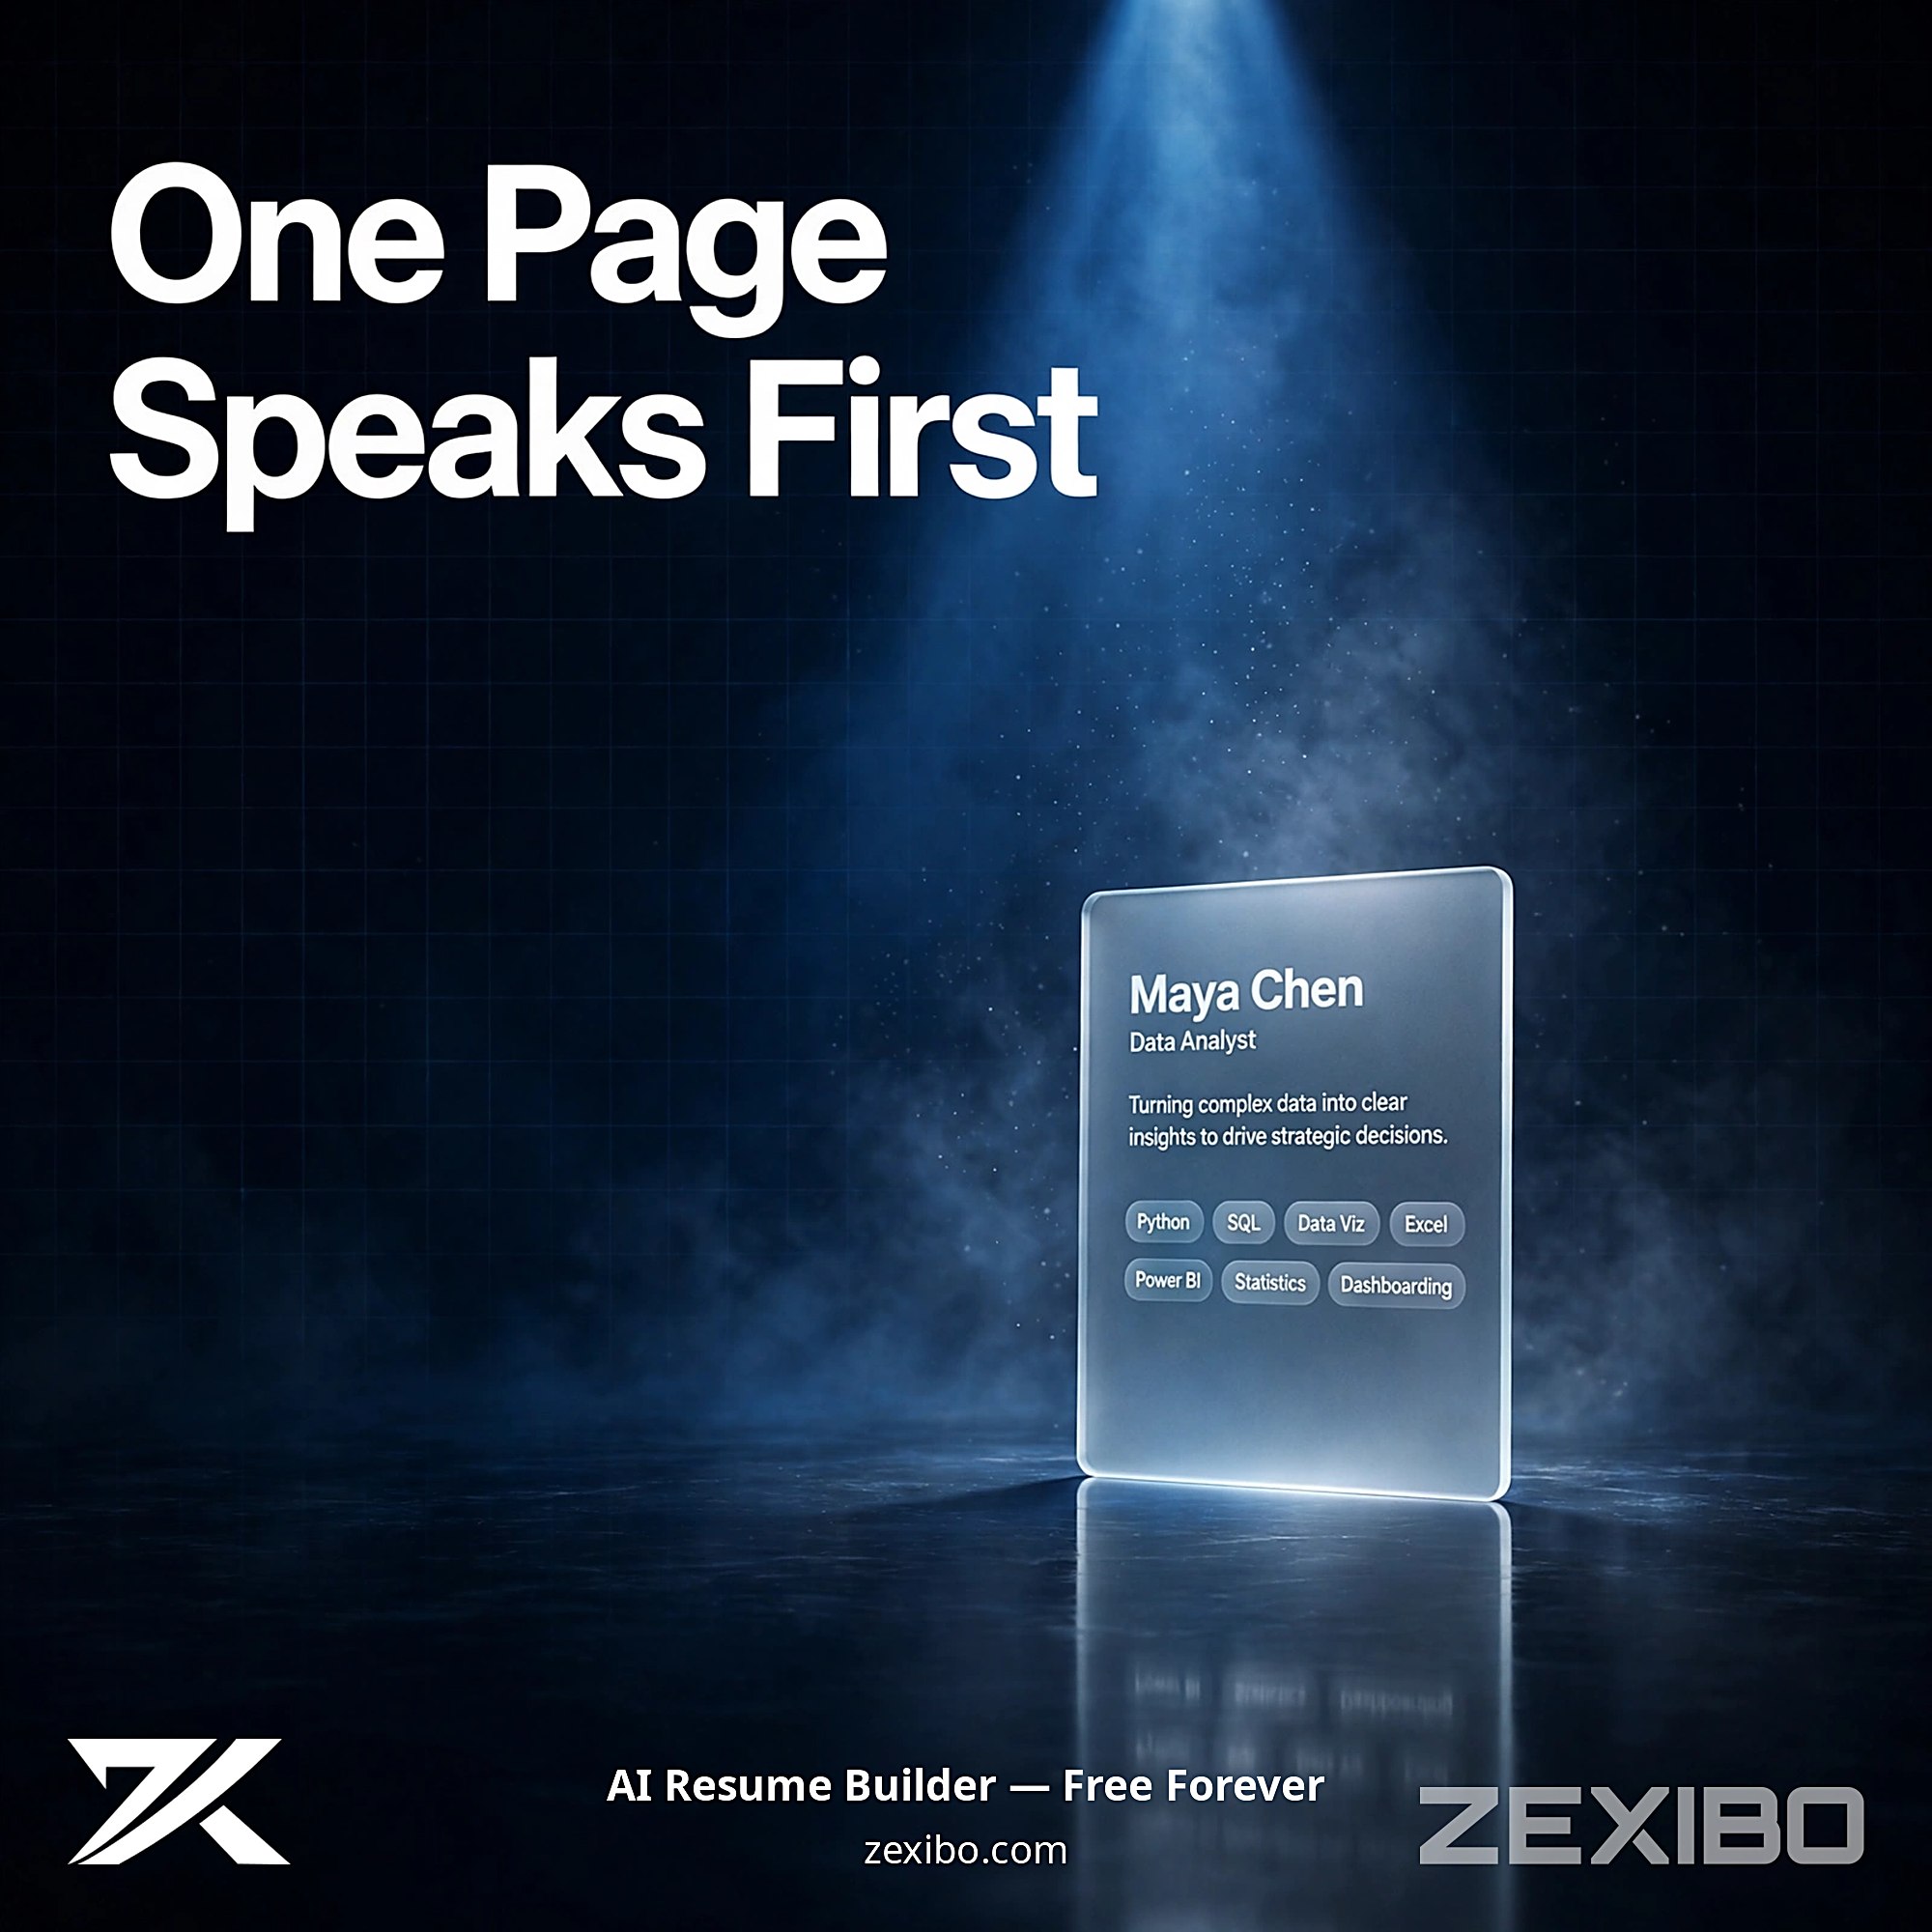 One Page
Speaks First
Maya Chen
Data Analyst
Turning complex data into clear
insights to drive strategic decisions.
Python SQL Data Viz Excel
Power BI Statistics Dashboarding
AI Resume Builder — Free Forever
zexibo.com
ZEXIBO